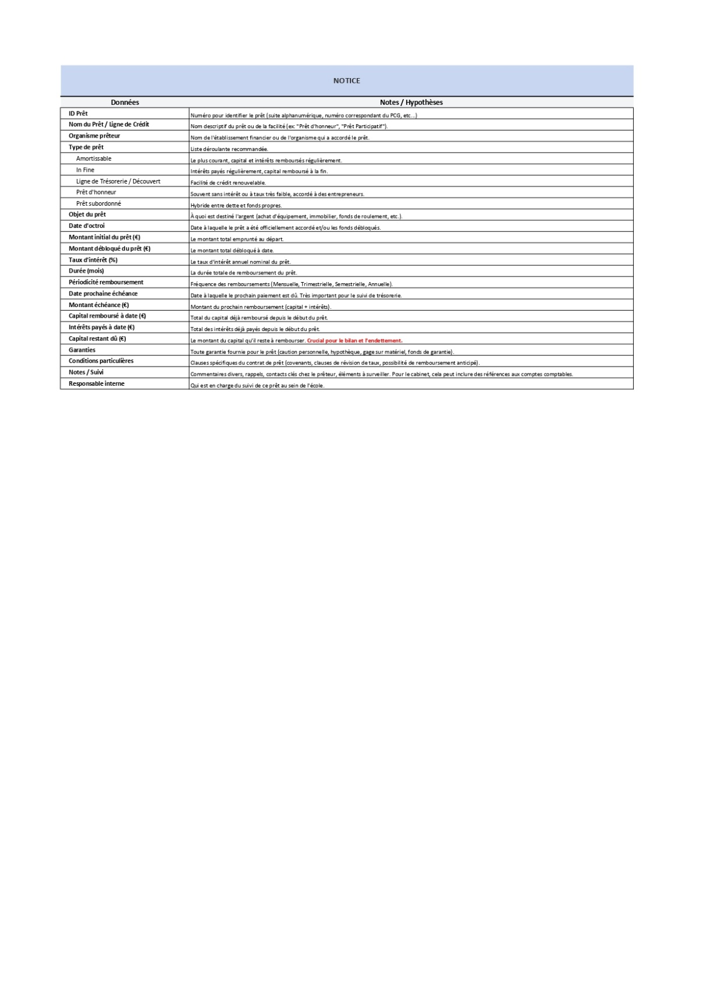 NOTICE
Données Notes / Hypothèses
ID Prêt Numéro pour identifier le prêt (suite alphanumérique, numéro correspondant du PCG, etc...)
Nom du Prêt / Ligne de Crédit Nom descriptif du prêt ou de la facilité (ex: "Prêt d'honneur", "Prêt Participatif").
Organisme prêteur Nom de l'établissement financier ou de l'organisme qui a accordé le prêt.
Type de prêt Liste déroulante recommandée.
Amortissable Le plus courant, capital et intérêts remboursés régulièrement.
In Fine Intérêts payés régulièrement, capital remboursé à la fin.
Ligne de Trésorerie / Découvert Facilité de crédit renouvelable.
Prêt d'honneur Souvent sans intérêt ou à taux très faible, accordé à des entrepreneurs.
Prêt subordonné Hybride entre dette et fonds propres.
Objet du prêt À quoi est destiné l'argent (achat d'équipement, immobilier, fonds de roulement, etc.).
Date d'octroi Date à laquelle le prêt a été officiellement accordé et/ou les fonds débloqués.
Montant initial du prêt (€) Le montant total emprunté au départ.
Montant débloqué du prêt (€) Le montant total débloqué à date.
Taux d'intérêt (%) Le taux d'intérêt annuel nominal du prêt.
Durée (mois) La durée totale de remboursement du prêt.
Périodicité remboursement Fréquence des remboursements (Mensuelle, Trimestrielle, Semestrielle, Annuelle).
Date prochaine échéance Date à laquelle le prochain paiement est dû. Très important pour le suivi de trésorerie.
Montant échéance (€) Montant du prochain remboursement (capital + intérêts).
Capital remboursé à date (€) Total du capital déjà remboursé depuis le début du prêt.
Intérêts payés à date (€) Total des intérêts déjà payés depuis le début du prêt.
Capital restant dû (€) Le montant du capital qu'il reste à rembourser. Crucial pour le bilan et l'endettement.
Garanties Toute garantie fournie pour le prêt (caution personnelle, hypothèque, gage sur matériel, fonds de garantie).
Conditions particulières Clauses spécifiques du contrat de prêt (covenants, clauses de révision de taux, possibilité de remboursement anticipé).
Notes / Suivi Commentaires divers, rappels, contacts clés chez le prêteur, éléments à surveiller. Pour le cabinet, cela peut inclure des références aux comptes comptables.
Responsable interne Qui est en charge du suivi de ce prêt au sein de l'école.